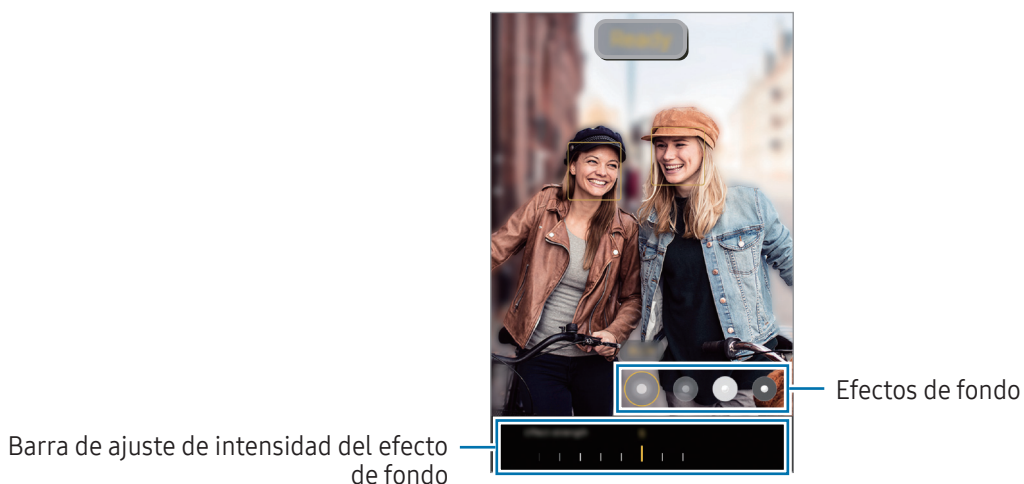 Ready
Efectos de fondo
Barra de ajuste de intensidad del efecto
de fondo